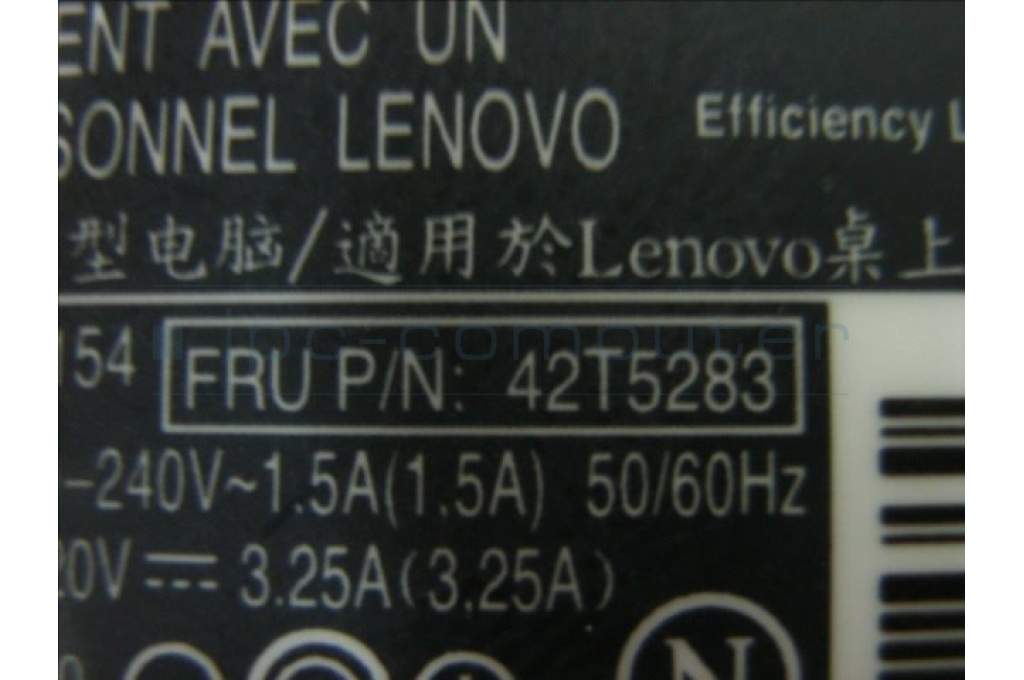 ENT AVEC UN
SONNEL LENOVO
Efficiency L
型电脑/適用於Lenovo桌上
154
FRU P/N: 42T5283
-240V~1.5A(1.5A) 50/60Hz
20V 3.25A(3.25A)
N